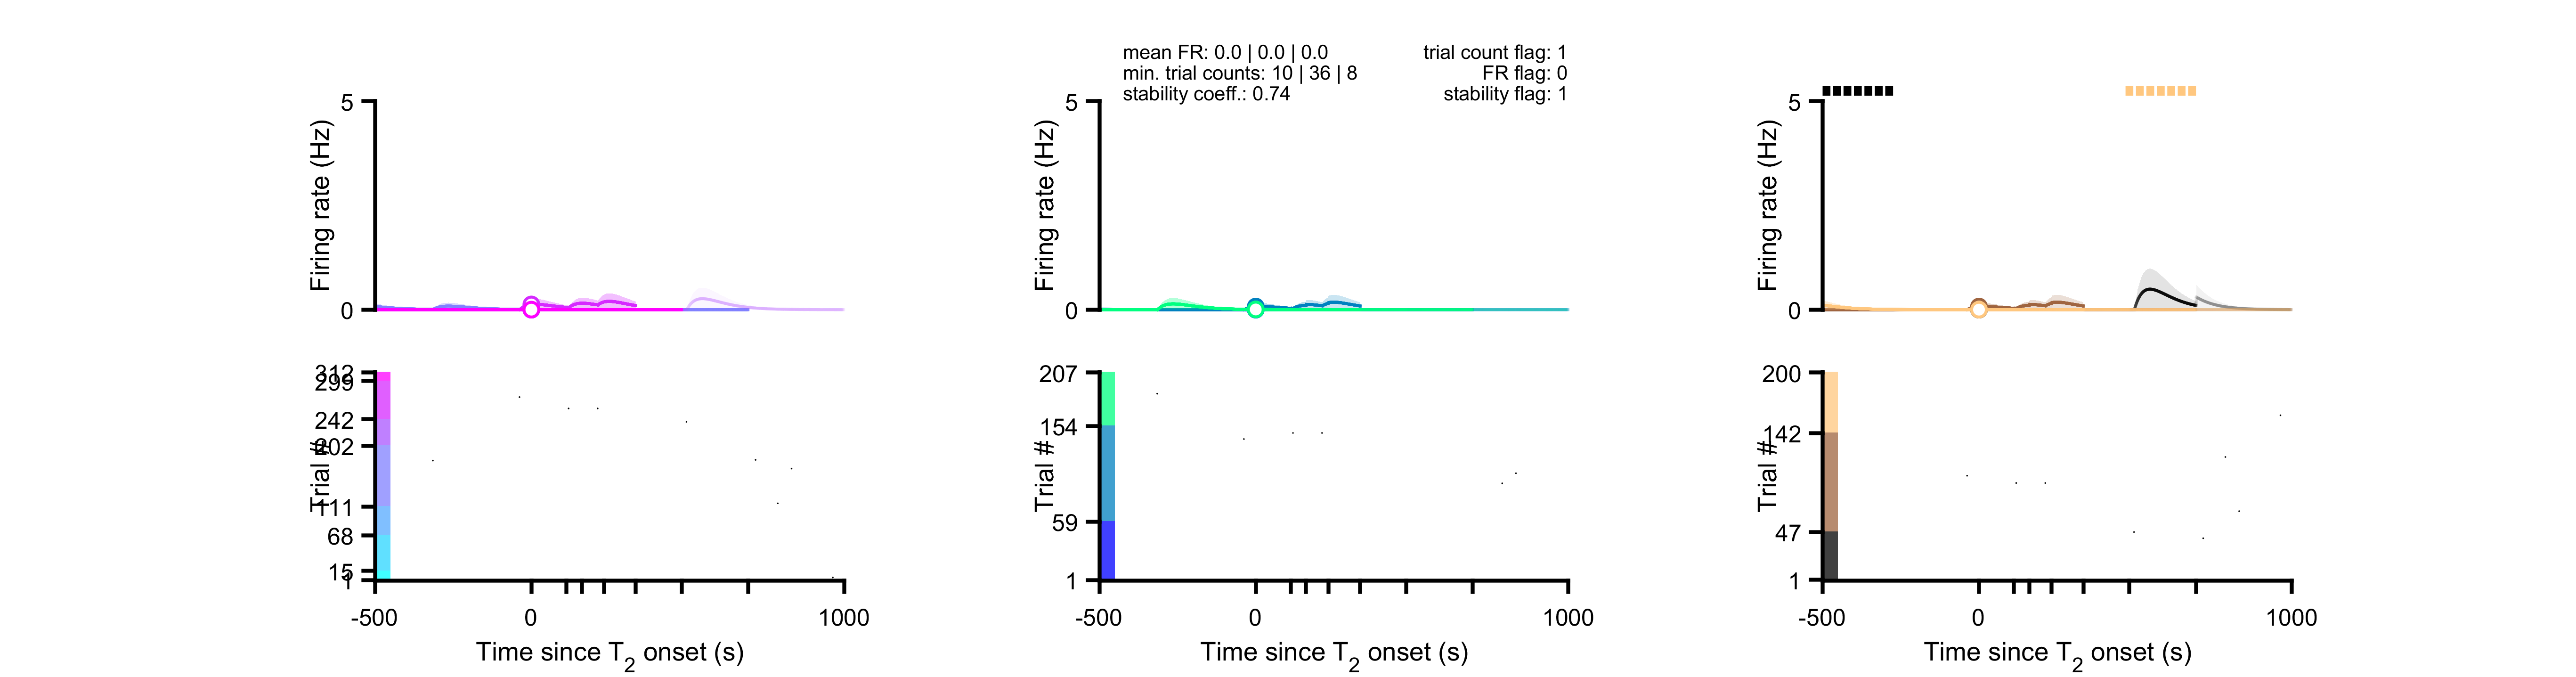 mean FR: 0.0 | 0.0 | 0.0
min. trial counts: 10 | 36 | 8
stability coeff.: 0.74
trial count flag: 1
FR flag: 0
stability flag: 1
5
0
Firing rate (Hz)
312
299
242
202
111
68
15
1
Trial #
-500
0
1000
Time since T2 onset (s)
5
0
Firing rate (Hz)
207
154
59
1
Trial #
-500
0
1000
Time since T2 onset (s)
5
0
Firing rate (Hz)
200
142
47
1
Trial #
-500
0
1000
Time since T2 onset (s)